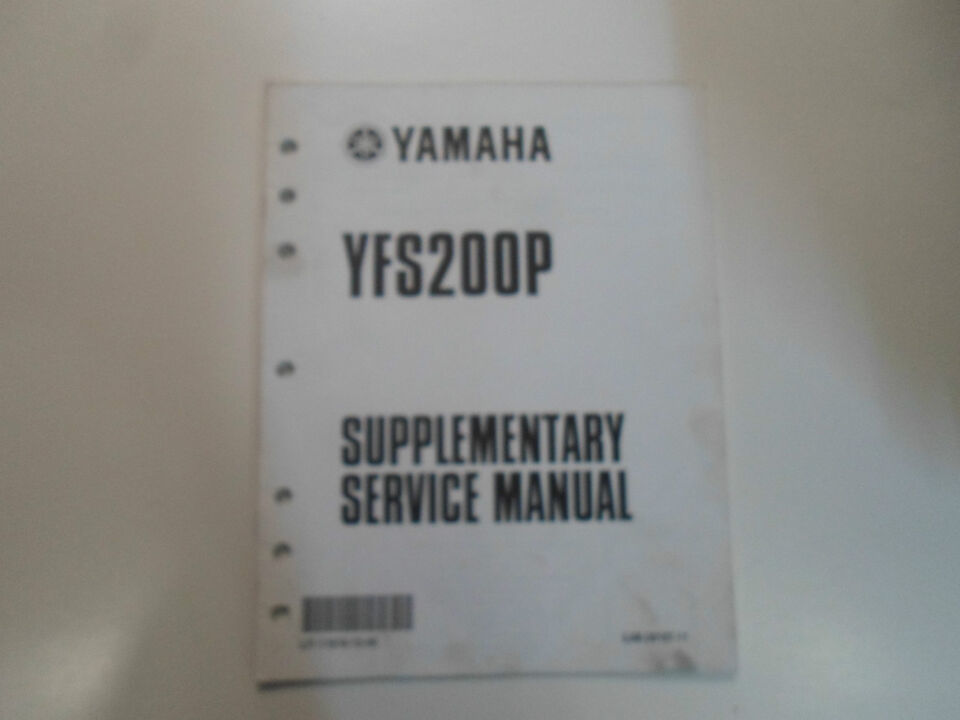 YAMAHA
YFS200P
SUPPLEMENTARY
SERVICE MANUAL